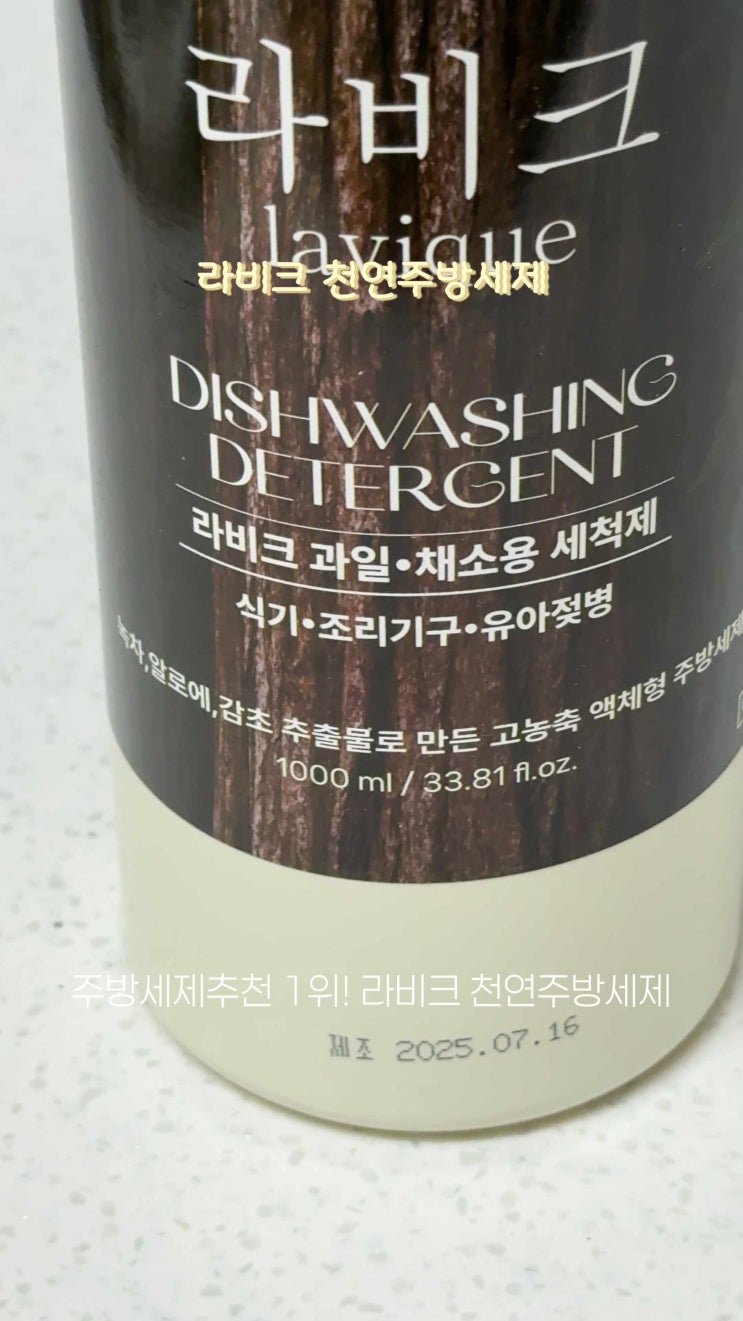 라비크
lavique
라비크 천연주방세제
DISHWASHING
DETERGENT
라비크 과일•채소용 세척제
식기•조리기구•유아젖병
녹차,알로에,감초 추출물로 만든 고농축 액체형 주방세제
1000 ml / 33.81 fl.oz.
주방세제추천 1위! 라비크 천연주방세제
제조 2025.07.16